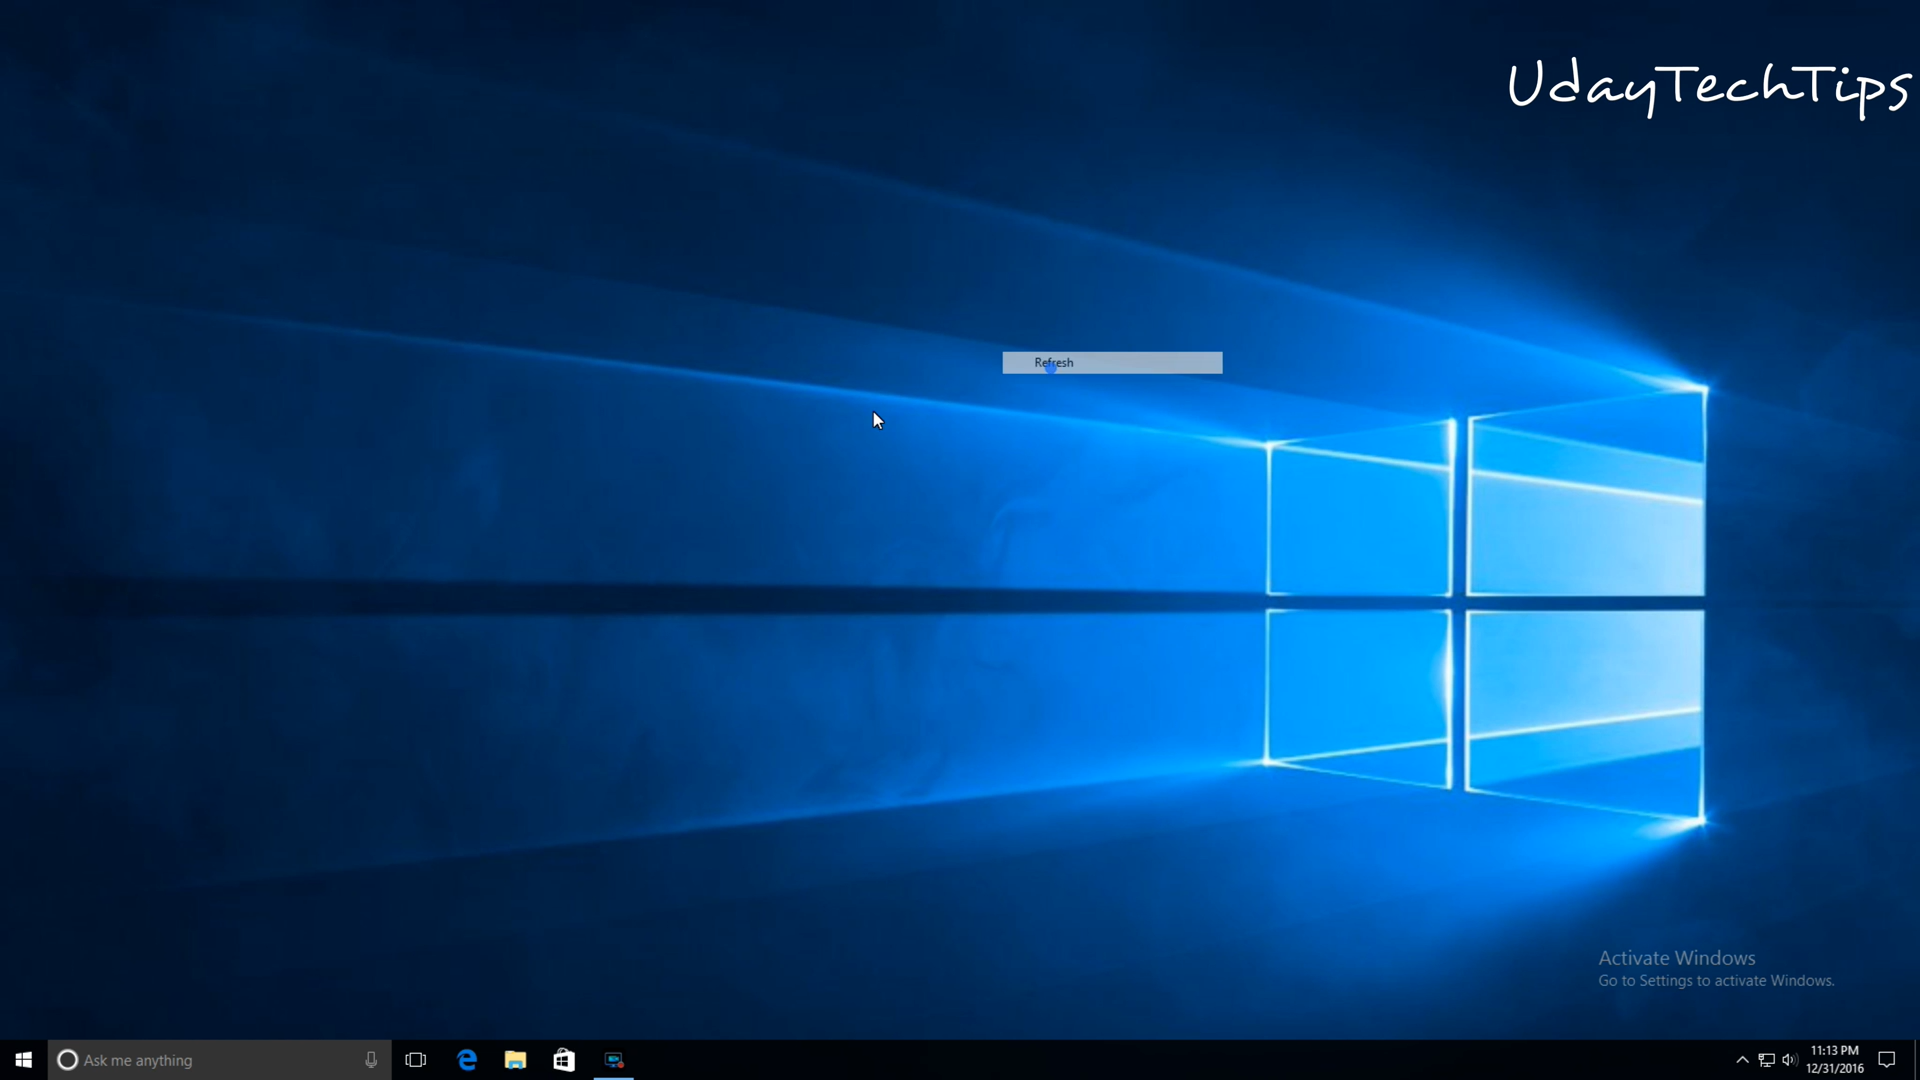 UdayTechTips
Refresh
Activate Windows
Go to Settings to activate Windows.
Ask me anything
11:13 PM
12/31/2016